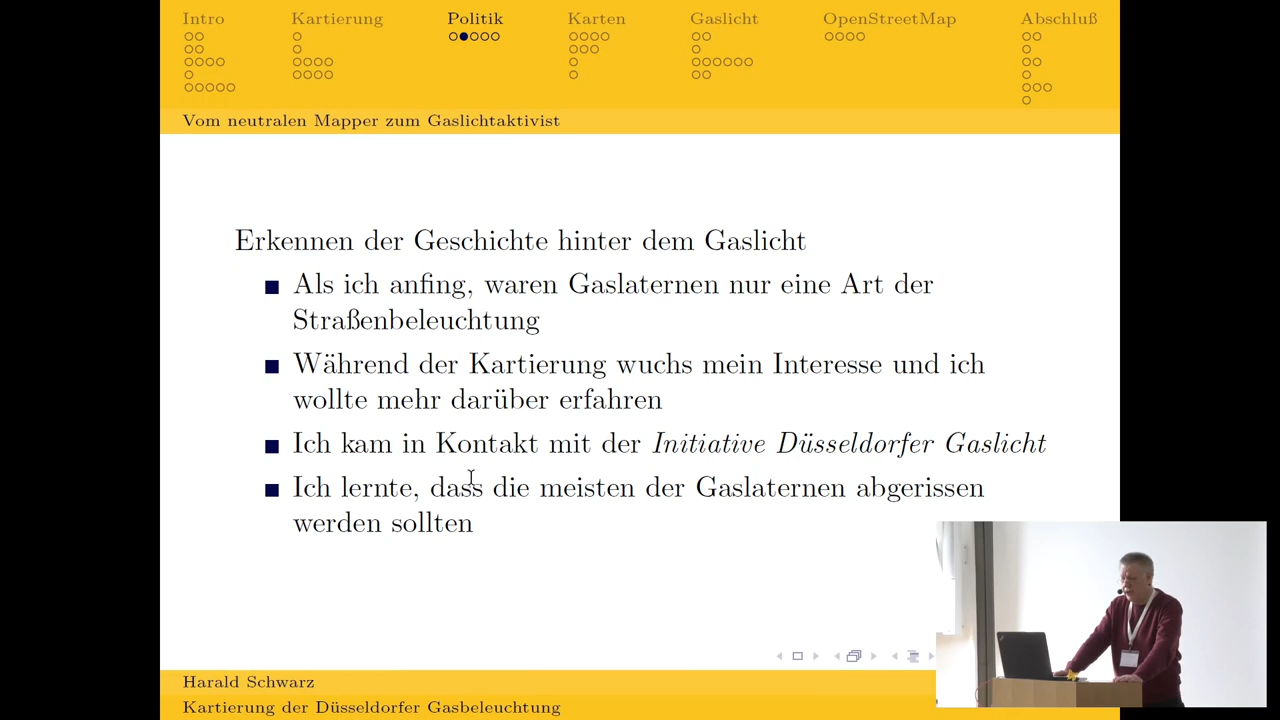 Intro Kartierung Politik Karten Gaslicht OpenStreetMap Abschluß
Vom neutralen Mapper zum Gaslichtaktivist
Erkennen der Geschichte hinter dem Gaslicht
Als ich anfing, waren Gaslaternen nur eine Art der
Straßenbeleuchtung
Während der Kartierung wuchs mein Interesse und ich
wollte mehr darüber erfahren
Ich kam in Kontakt mit der Initiative Düsseldorfer Gaslicht
Ich lernte, dass die meisten der Gaslaternen abgerissen
werden sollten
Harald Schwarz
Kartierung der Düsseldorfer Gasbeleuchtung